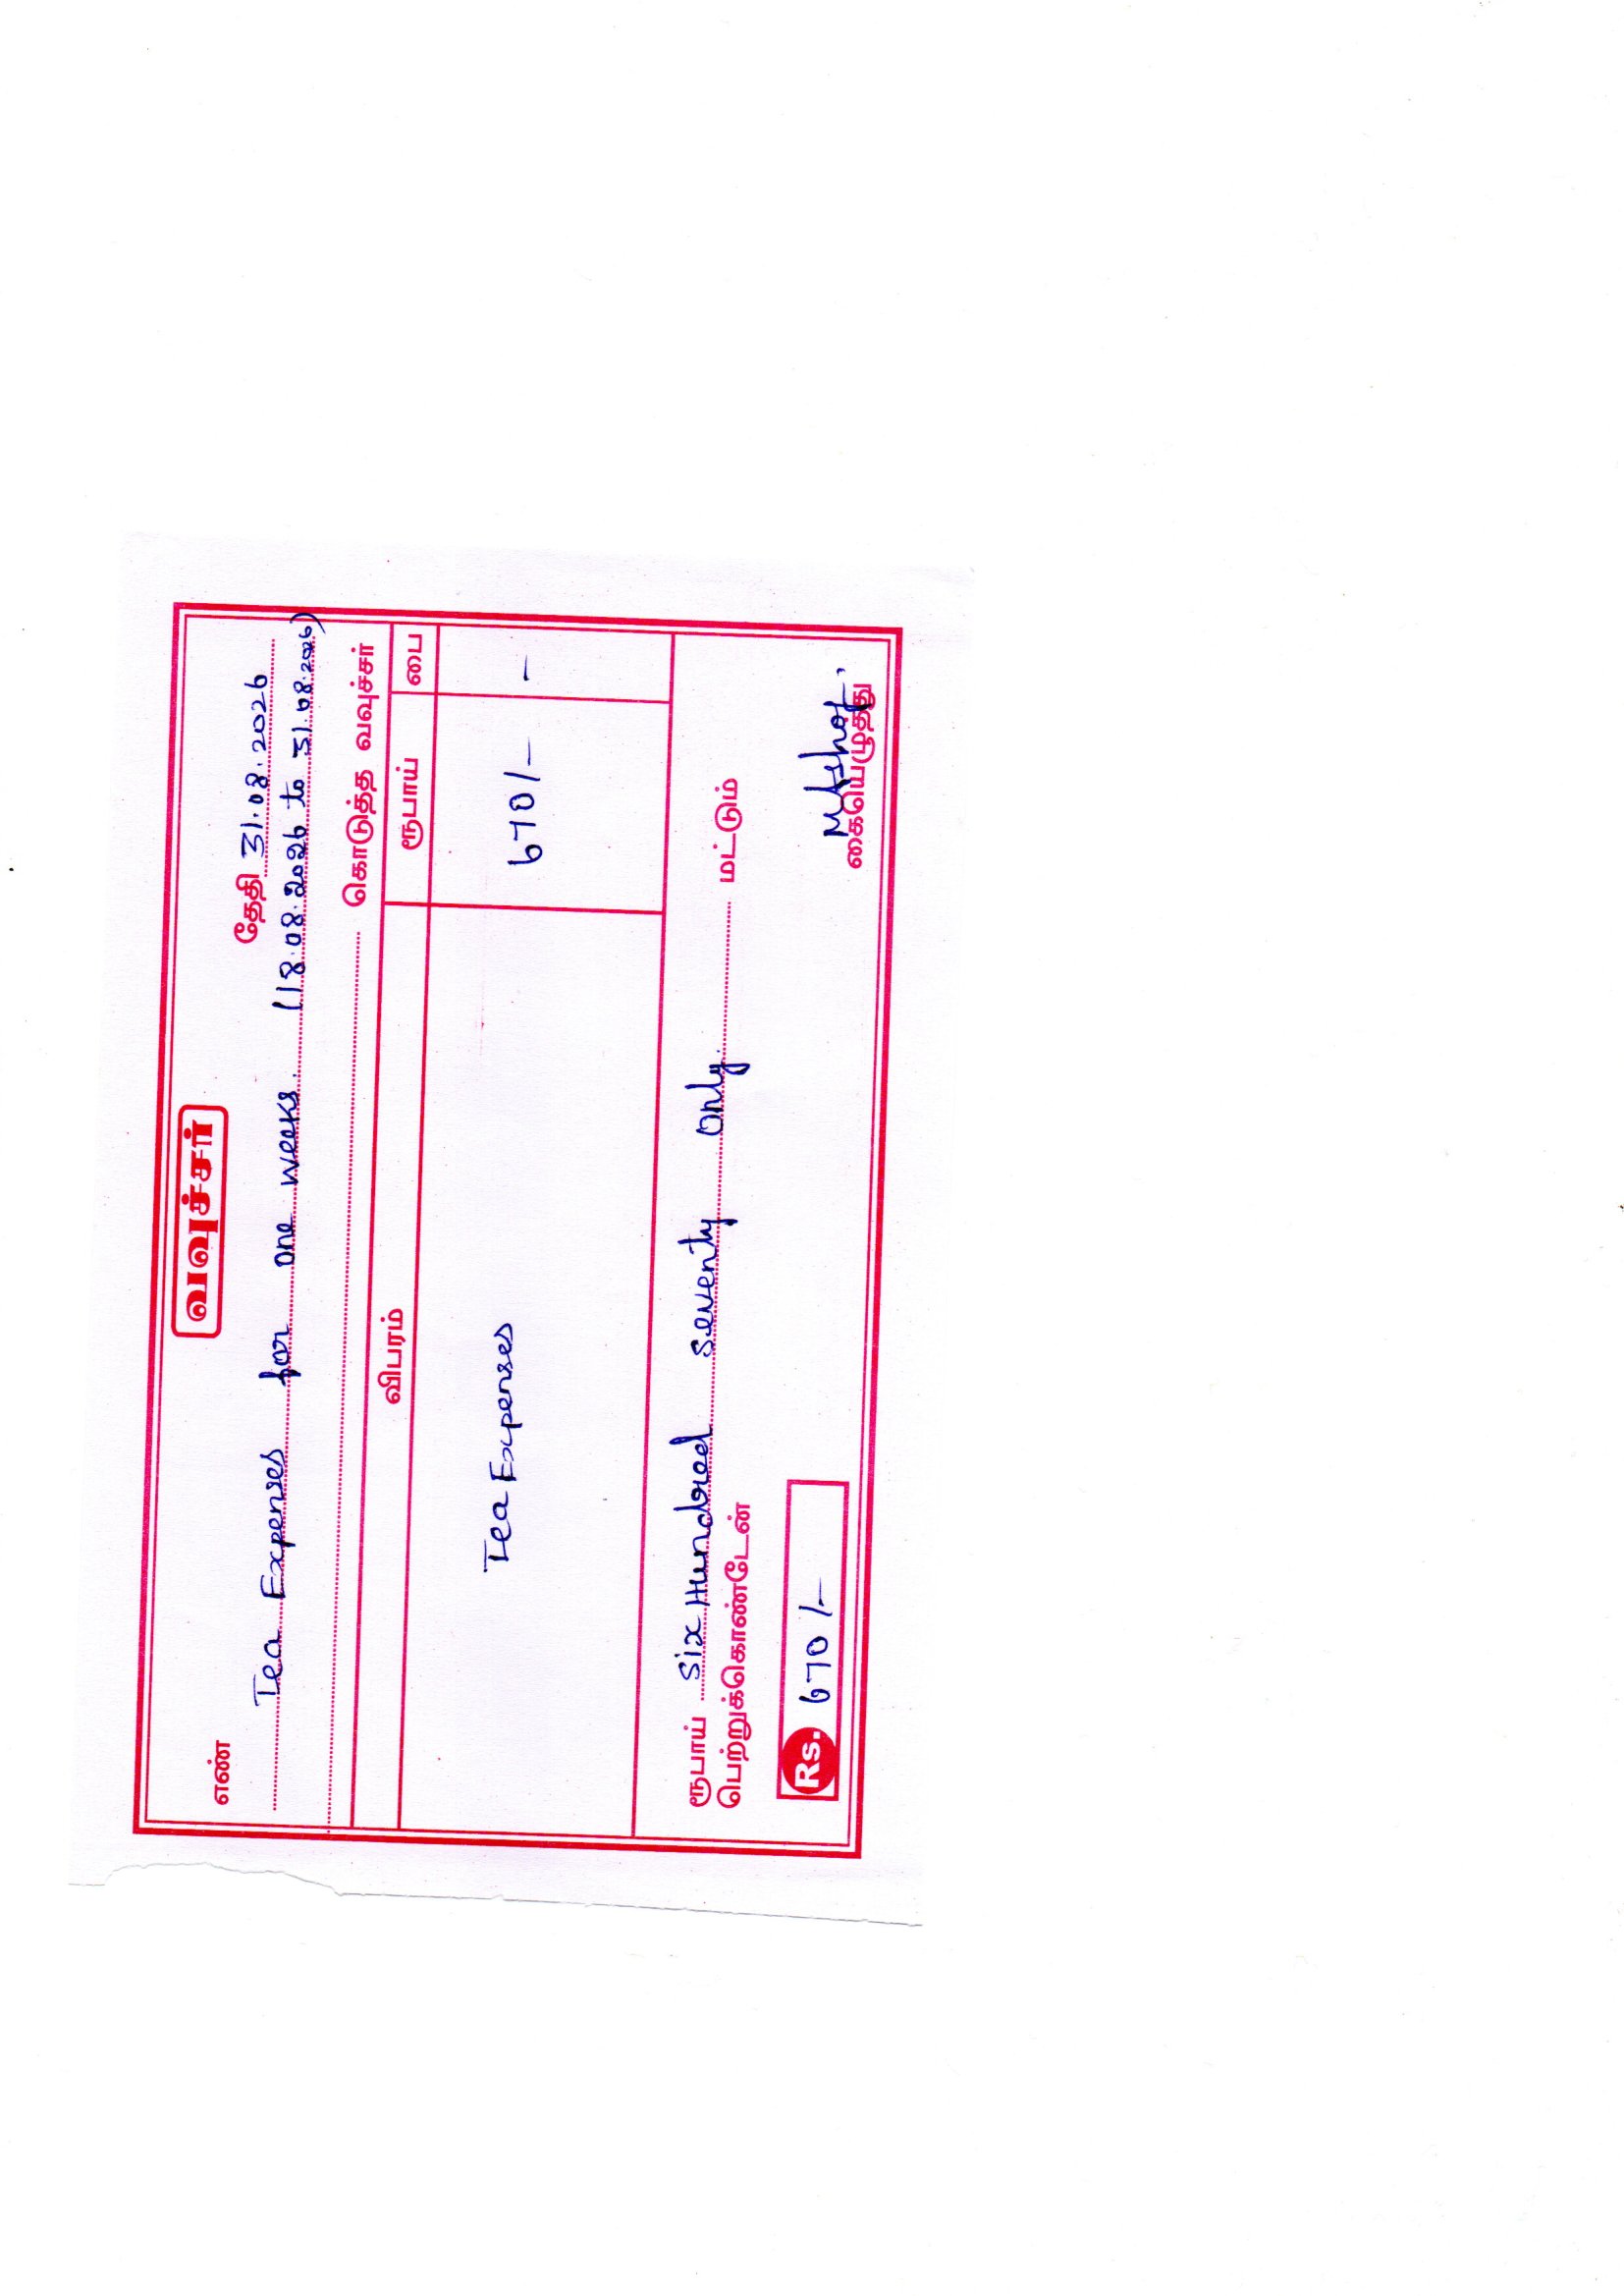 வவுச்சர்
எண்
தேதி 31.08.2026
Tea Expenses for one weeks. (18.08.2026 to 31.08.2026)
கொடுத்த வவுச்சர்
விபரம் ரூபாய் பை
Tea Expenses 670/- -
ரூபாய் Six Hundred Seventy Only. மட்டும்
பெற்றுக்கொண்டேன்
Rs. 670/-
கையெழுத்து